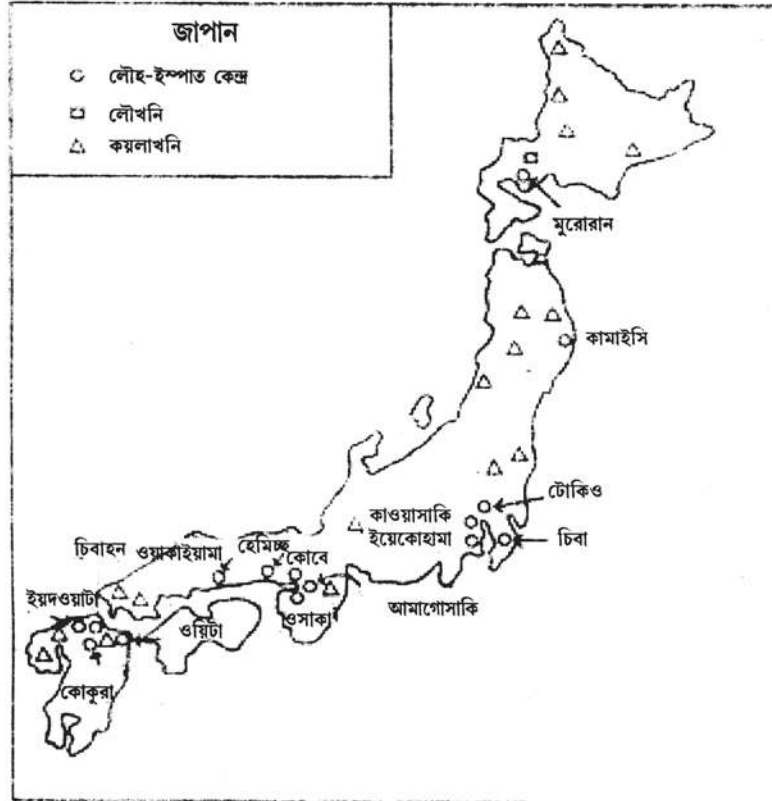 জাপান
লৌহ-ইস্পাত কেন্দ্র
লৌখনি
কয়লাখনি
মুরোরান
কামাইসি
টোকিও
কাওয়াসাকি
ইয়েকোহামা
চিবা
চিবাহন
ওয়াকাইয়ামা
হেমিচ্ছ
কোবে
ওসাকা
আমাগোসাকি
ইয়দওয়াটা
ওয়িটা
কোকুরা